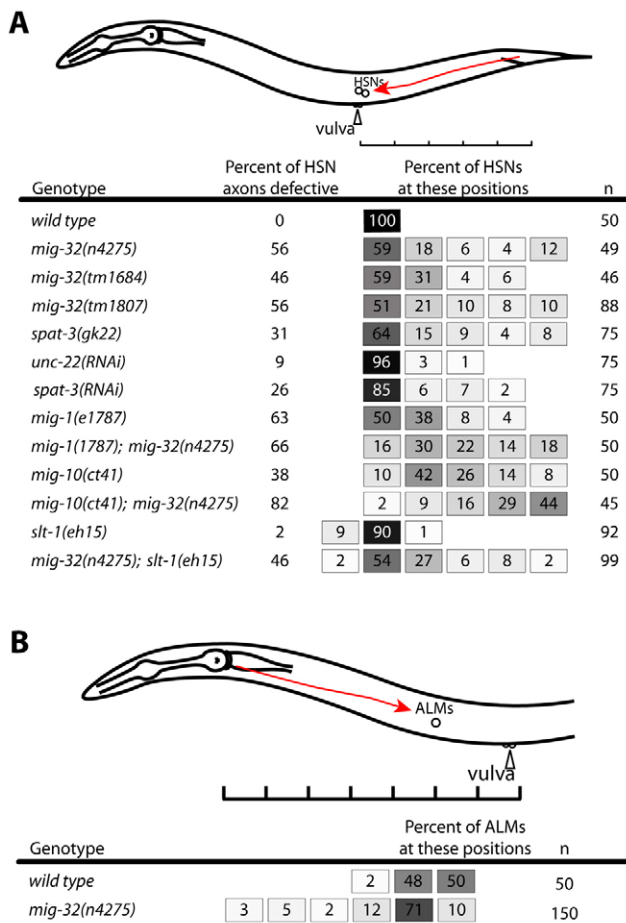 A
HSNs
vulva
Percent of HSN Percent of HSNs
Genotype axons defective at these positions n
wild type 0 100 50
mig-32(n4275) 56 59 18 6 4 12 49
mig-32(tm1684) 46 59 31 4 6 46
mig-32(tm1807) 56 51 21 10 8 10 88
spat-3(gk22) 31 64 15 9 4 8 75
unc-22(RNAi) 9 96 3 1 75
spat-3(RNAi) 26 85 6 7 2 75
mig-1(e1787) 63 50 38 8 4 50
mig-1(1787); mig-32(n4275) 66 16 30 22 14 18 50
mig-10(ct41) 38 10 42 26 14 8 50
mig-10(ct41); mig-32(n4275) 82 2 9 16 29 44 45
slt-1(eh15) 2 9 90 1 92
mig-32(n4275); slt-1(eh15) 46 2 54 27 6 8 2 99
B
ALMs
vulva
Percent of ALMs
Genotype at these positions n
wild type 2 48 50 50
mig-32(n4275) 3 5 2 12 71 10 150